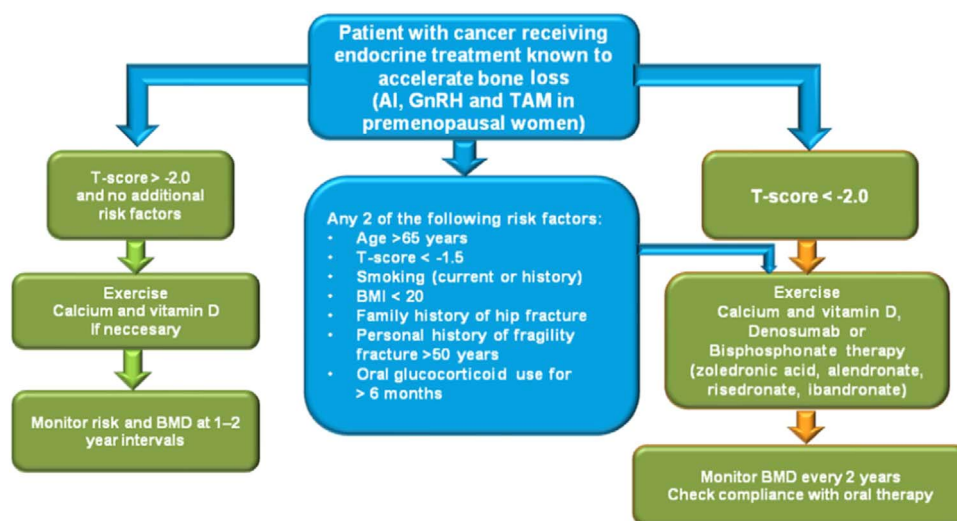 Patient with cancer receiving
endocrine treatment known to
accelerate bone loss
(AI, GnRH and TAM in
premenopausal women)
T-score > -2.0
and no additional
risk factors
Exercise
Calcium and vitamin D
If neccesary
Monitor risk and BMD at 1–2
year intervals
Any 2 of the following risk factors:
• Age >65 years
• T-score < -1.5
• Smoking (current or history)
• BMI < 20
• Family history of hip fracture
• Personal history of fragility
fracture >50 years
• Oral glucocorticoid use for
> 6 months
T-score < -2.0
Exercise
Calcium and vitamin D,
Denosumab or
Bisphosphonate therapy
(zoledronic acid, alendronate,
risedronate, ibandronate)
Monitor BMD every 2 years
Check compliance with oral therapy